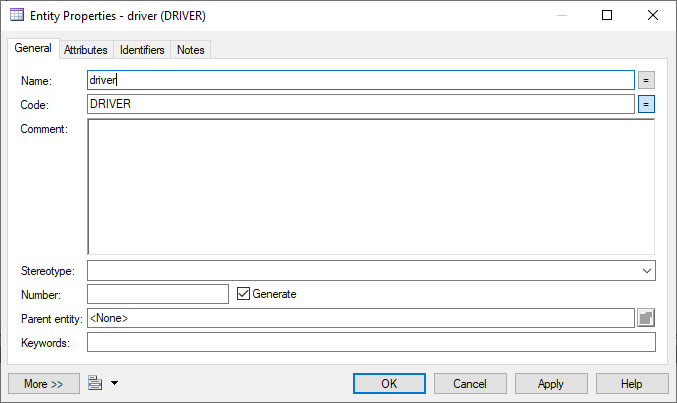 Entity Properties - driver (DRIVER)
General Attributes Identifiers Notes
Name: driver =
Code: DRIVER =
Comment:
Stereotype:
Number: Generate
Parent entity: <None>
Keywords:
More >> OK Cancel Apply Help